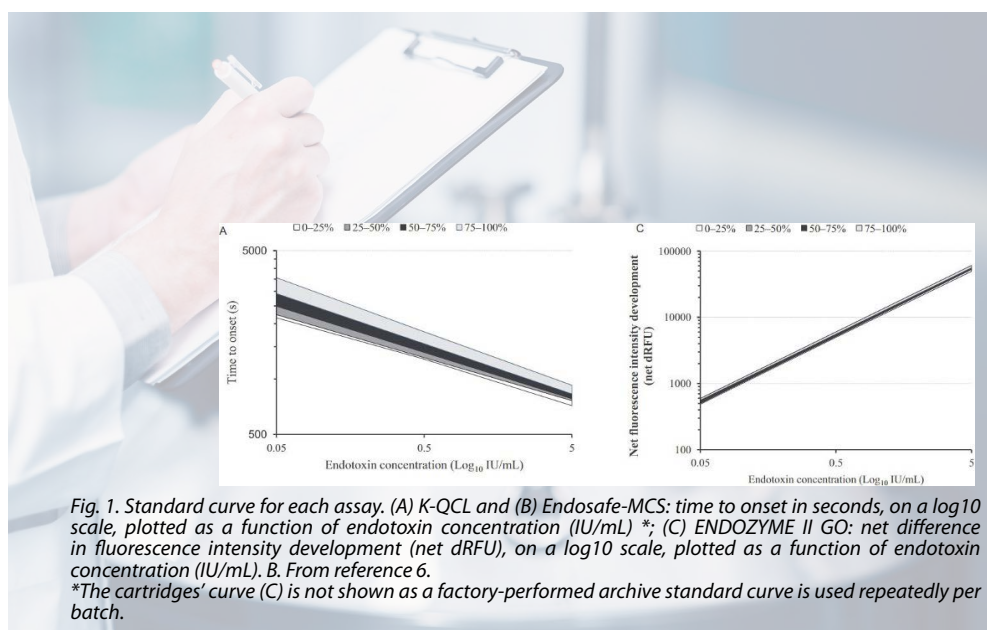 A
□0–25% ■25–50% ■50–75% □75–100%
5000
500
Time to onset (s)
0.05 0.5 5
Endotoxin concentration (Log10 IU/mL)
C
□0–25% ■25–50% ■50–75% □75–100%
100000
10000
1000
100
Net fluorescence intensity development
(net dRFU)
0.05 0.5 5
Endotoxin concentration (Log10 IU/mL)
Fig. 1. Standard curve for each assay. (A) K-QCL and (B) Endosafe-MCS: time to onset in seconds, on a log10
scale, plotted as a function of endotoxin concentration (IU/mL) *; (C) ENDOZYME II GO: net difference
in fluorescence intensity development (net dRFU), on a log10 scale, plotted as a function of endotoxin
concentration (IU/mL). B. From reference 6.
*The cartridges’ curve (C) is not shown as a factory-performed archive standard curve is used repeatedly per
batch.